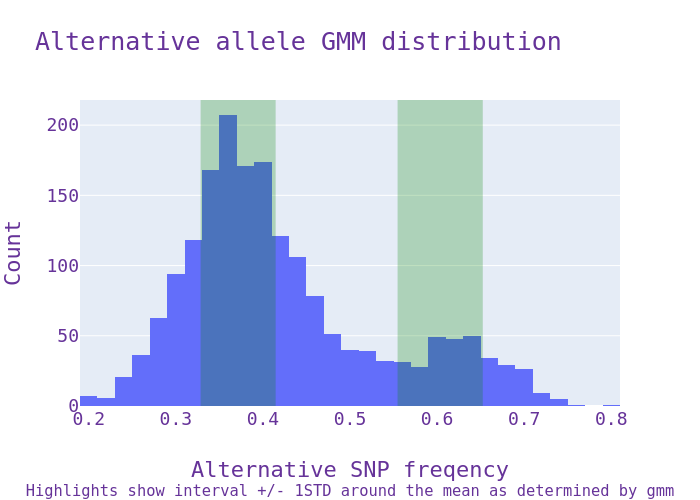 Alternative allele GMM distribution
200
150
100
50
0
Count
0.2 0.3 0.4 0.5 0.6 0.7 0.8
Alternative SNP freqency
Highlights show interval +/- 1STD around the mean as determined by gmm